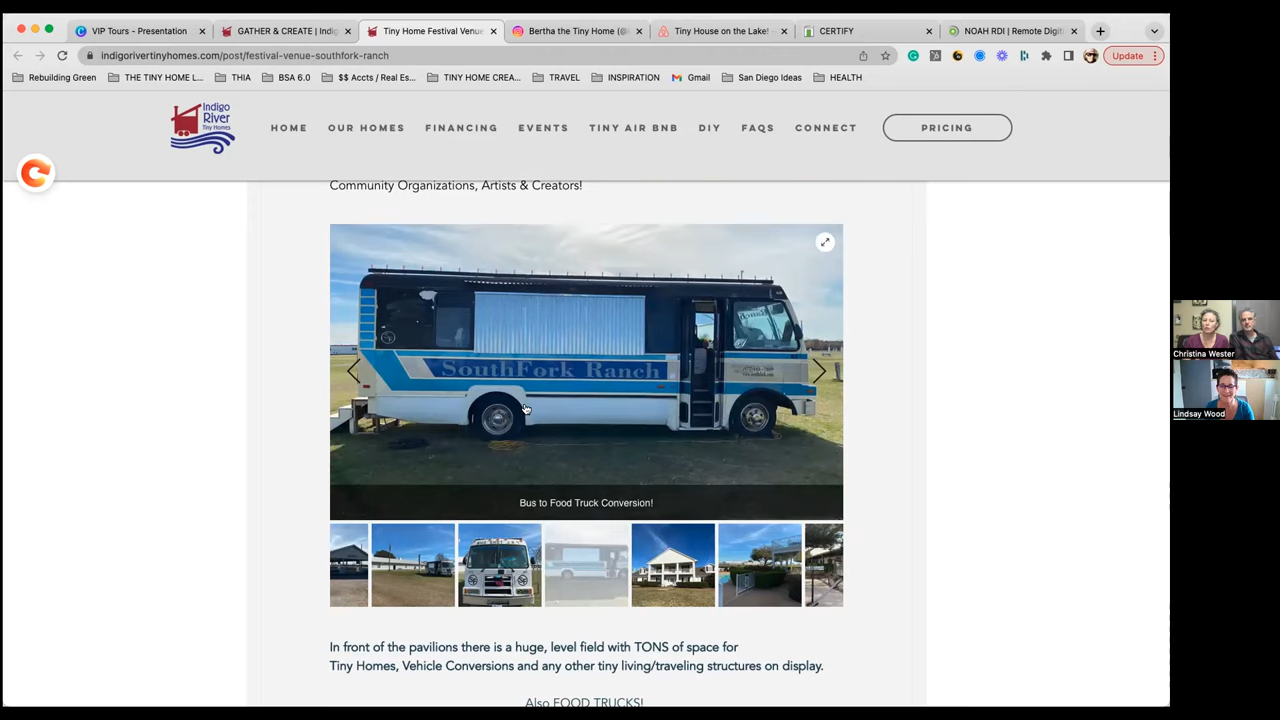 VIP Tours - Presentation
GATHER & CREATE | Indig
Tiny Home Festival Venue
Bertha the Tiny Home (@
Tiny House on the Lake!
CERTIFY
NOAH RDI | Remote Digi
indigorivertinyhomes.com/post/festival-venue-southfork-ranch
Update
Rebuilding Green
THE TINY HOME L...
THIA
BSA 6.0
$$ Accts / Real Es...
TINY HOME CREA...
TRAVEL
INSPIRATION
Gmail
San Diego Ideas
HEALTH
Indigo
River
Tiny Homes
HOME
OUR HOMES
FINANCING
EVENTS
TINY AIR BNB
DIY
FAQS
CONNECT
PRICING
Community Organizations, Artists & Creators!
SouthFork Ranch
Bus to Food Truck Conversion!
In front of the pavilions there is a huge, level field with TONS of space for
Tiny Homes, Vehicle Conversions and any other tiny living/traveling structures on display.
Also FOOD TRUCKS!
Christina Wester
Lindsay Wood